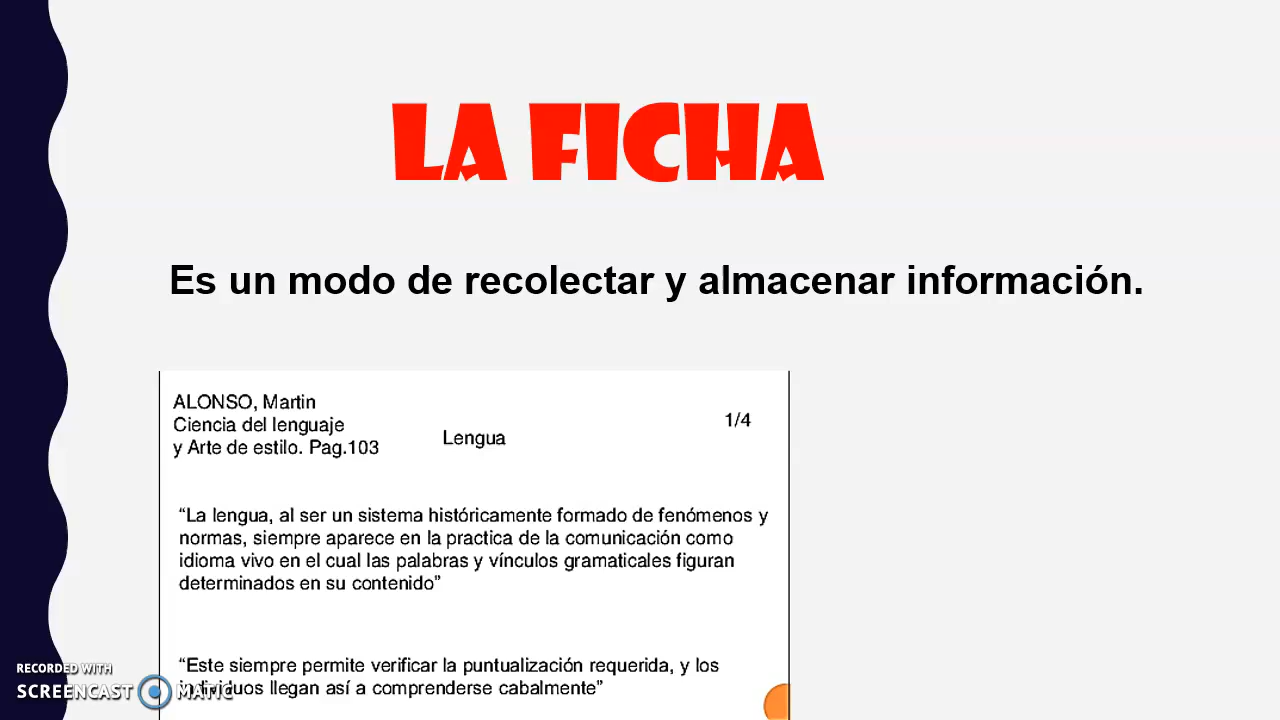 LA FICHA
Es un modo de recolectar y almacenar información.
ALONSO, Martin
Ciencia del lenguaje
y Arte de estilo. Pag.103
Lengua
1/4
“La lengua, al ser un sistema históricamente formado de fenómenos y
normas, siempre aparece en la practica de la comunicación como
idioma vivo en el cual las palabras y vínculos gramaticales figuran
determinados en su contenido”
“Este siempre permite verificar la puntualización requerida, y los
individuos llegan así a comprenderse cabalmente”
RECORDED WITH
SCREENCAST MATIC